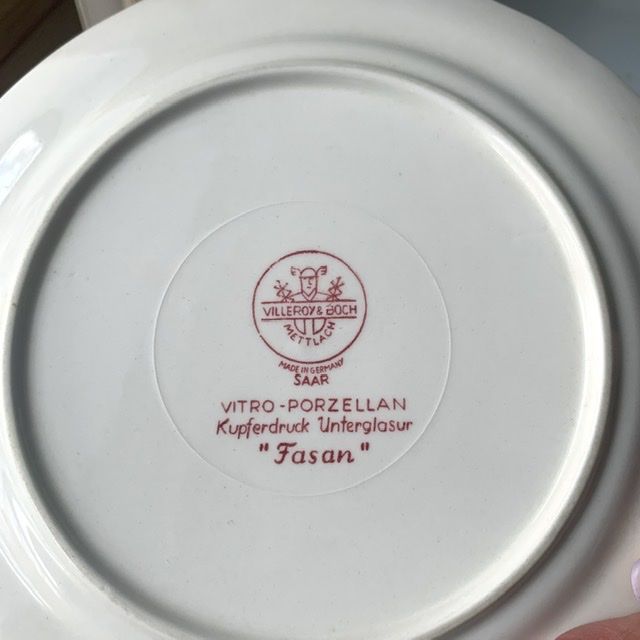 VILLEROY & BOCH
METTLACH
MADE IN GERMANY
SAAR
VITRO-PORZELLAN
Kupferdruck Unterglasur
"Fasan"